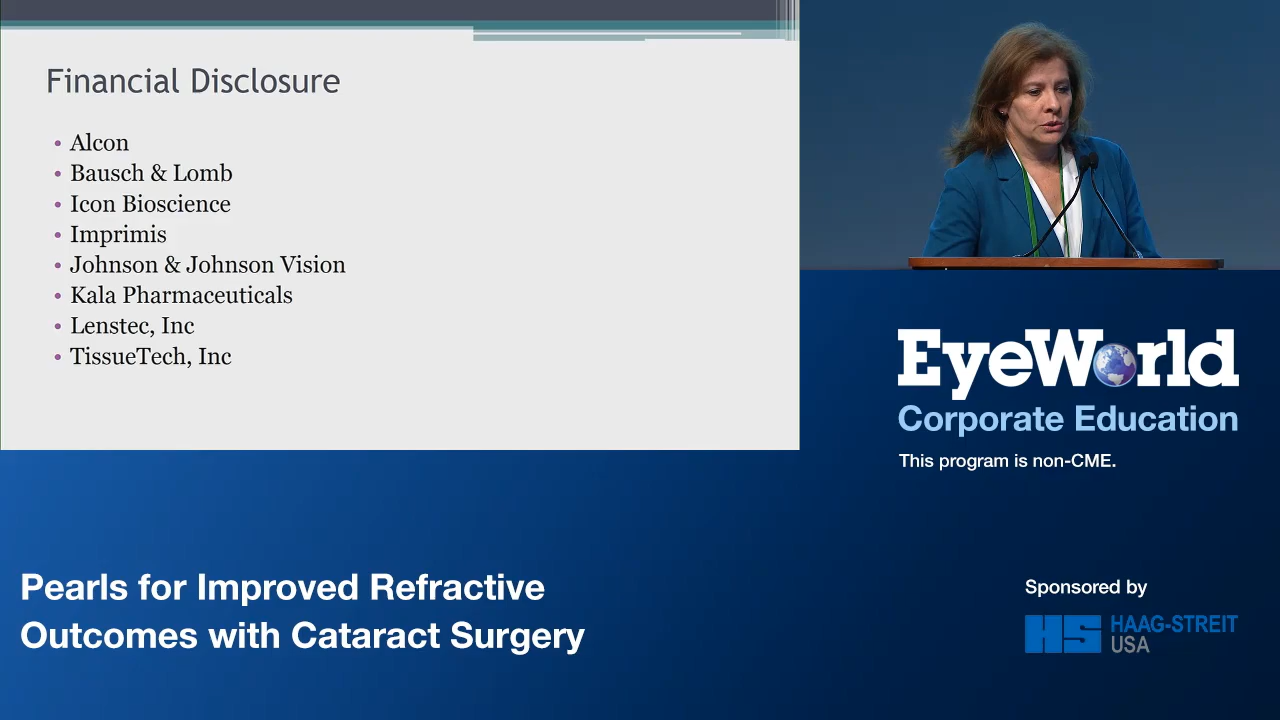 Financial Disclosure
• Alcon
• Bausch & Lomb
• Icon Bioscience
• Imprimis
• Johnson & Johnson Vision
• Kala Pharmaceuticals
• Lenstec, Inc
• TissueTech, Inc
EyeWorld
Corporate Education
This program is non-CME.
Pearls for Improved Refractive
Outcomes with Cataract Surgery
Sponsored by
HS HAAG-STREIT
USA